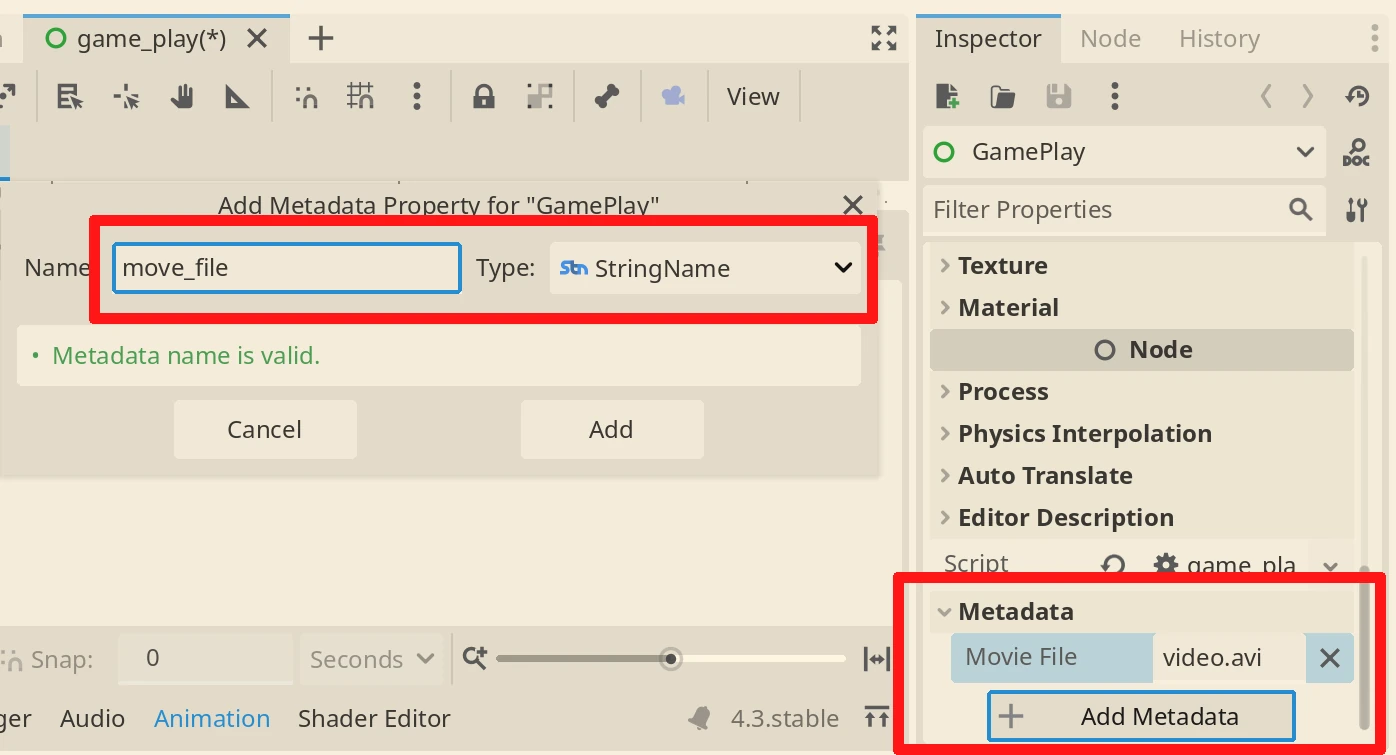 game_play(*)
Inspector
Node
History
View
GamePlay
DOC
Filter Properties
Add Metadata Property for "GamePlay"
Name
move_file
Type:
StringName
• Metadata name is valid.
Cancel
Add
Texture
Material
Node
Process
Physics Interpolation
Auto Translate
Editor Description
Script
game_pla
Metadata
Movie File
video.avi
Add Metadata
Snap:
0
Seconds
ger
Audio
Animation
Shader Editor
4.3.stable